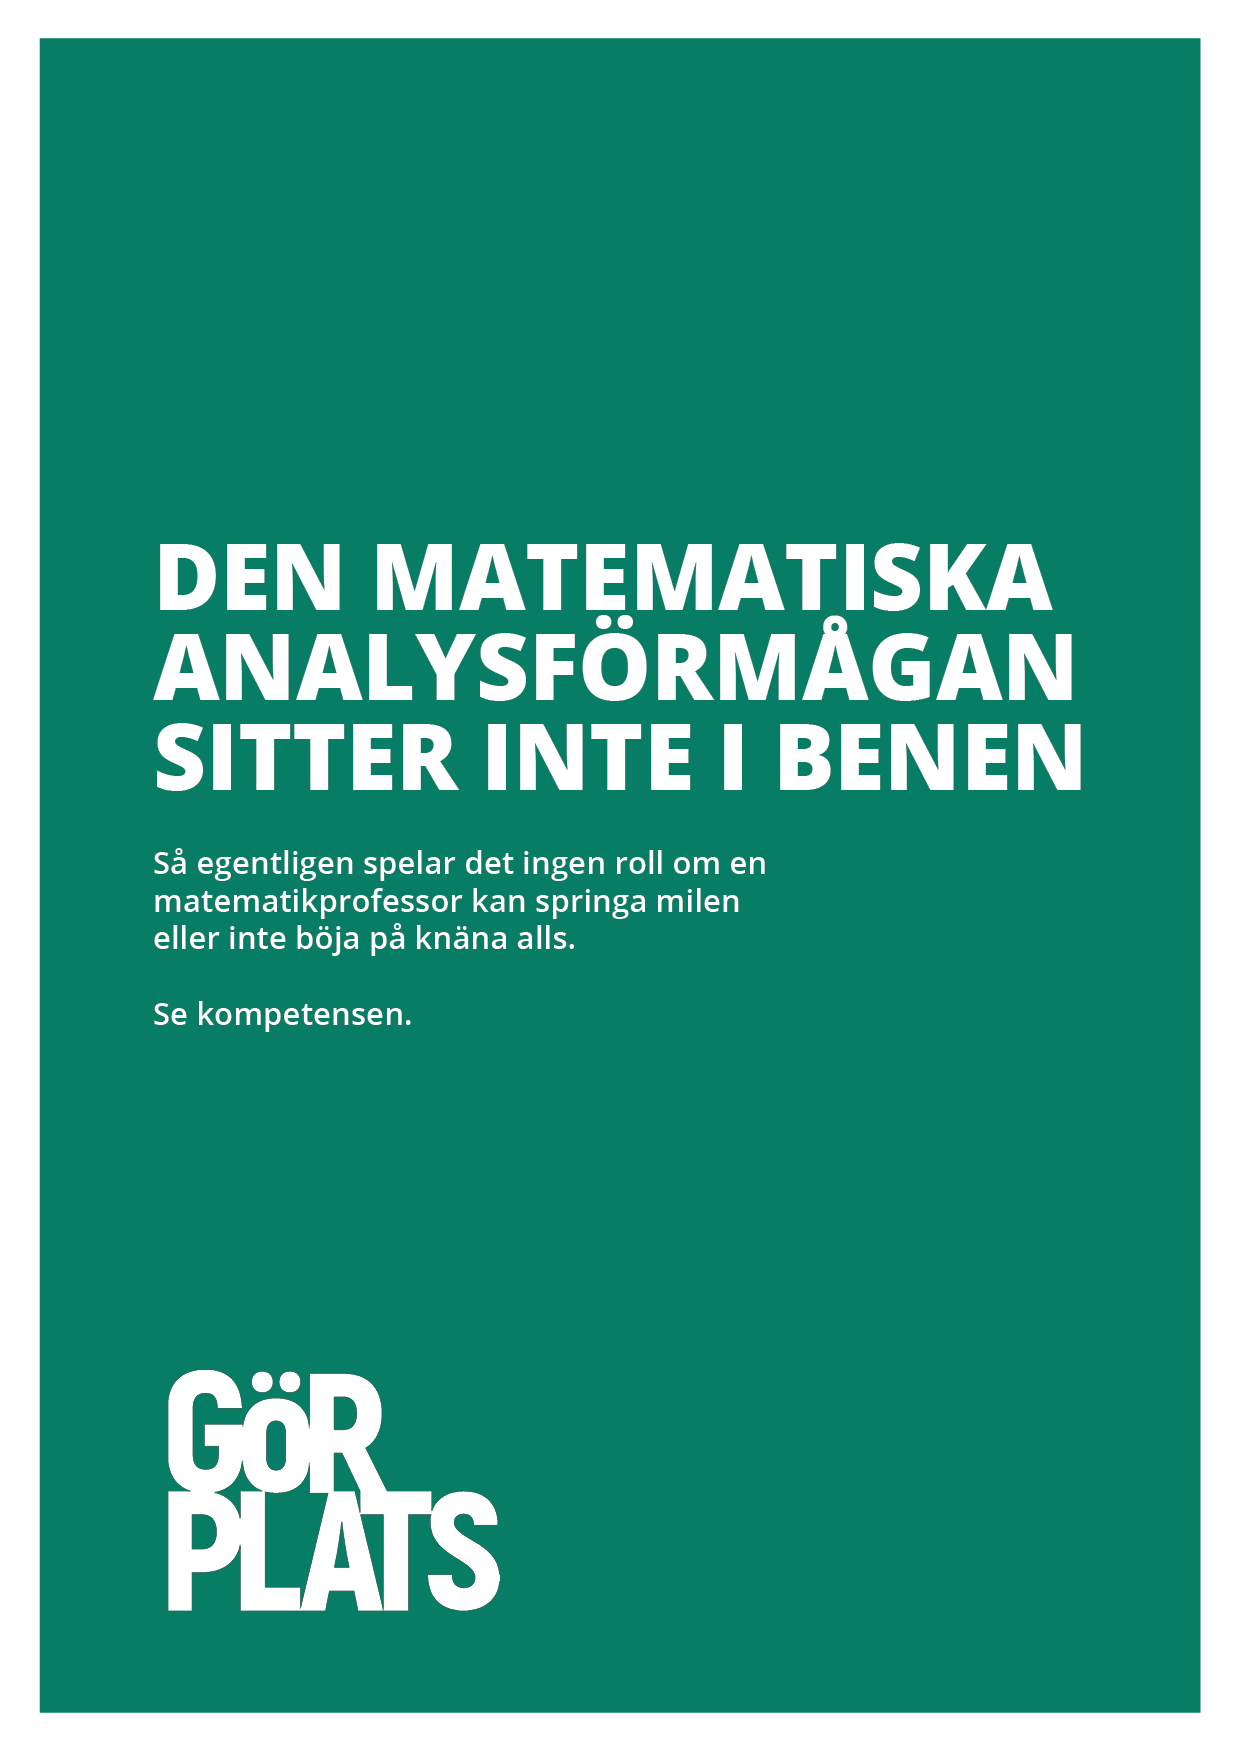 DEN MATEMATISKA
ANALYSFÖRMÅGAN
SITTER INTE I BENEN
Så egentligen spelar det ingen roll om en
matematikprofessor kan springa milen
eller inte böja på knäna alls.
Se kompetensen.
GÖR
PLATS